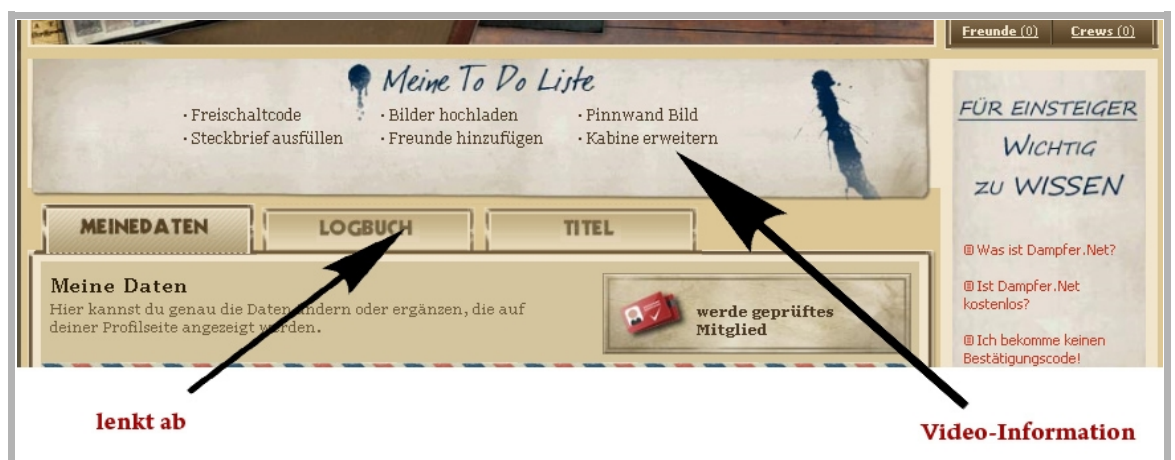 Freunde (0) Crews (0)
Meine To Do Liste
· Freischaltcode · Bilder hochladen · Pinnwand Bild
· Steckbrief ausfüllen · Freunde hinzufügen · Kabine erweitern
FÜR EINSTEIGER
WICHTIG
ZU WISSEN
MEINEDATEN LOGBUCH TITEL
Was ist Dampfer.Net?
Ist Dampfer.Net
kostenlos?
Ich bekomme keinen
Bestätigungscode!
Meine Daten
Hier kannst du genau die Daten ändern oder ergänzen, die auf
deiner Profilseite angezeigt werden.
werde geprüftes
Mitglied
lenkt ab
Video-Information